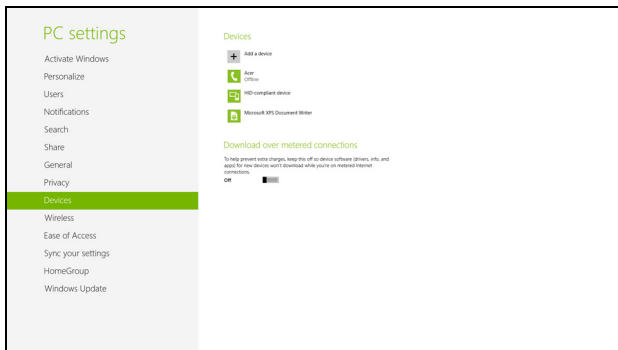 PC settings
Activate Windows
Personalize
Users
Notifications
Search
Share
General
Privacy
Devices
Wireless
Ease of Access
Sync your settings
HomeGroup
Windows Update
Devices
Add a device
Acer
Offline
HID-compliant device
Microsoft XPS Document Writer
Download over metered connections
To help prevent extra charges, keep this off so device software (drivers, info, and
apps) for new devices won't download while you're on metered Internet
connections.
Off